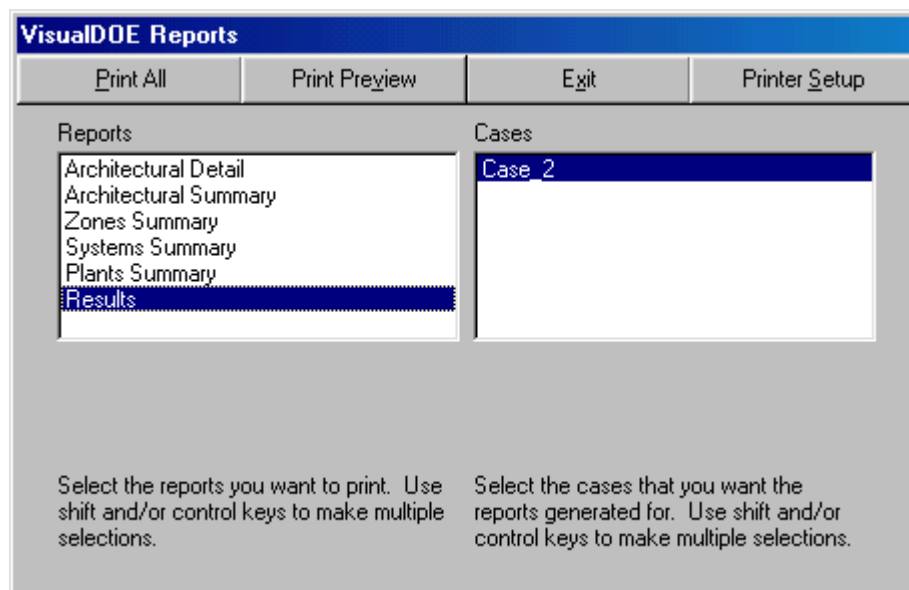 VisualDOE Reports
Print All Print Preview Exit Printer Setup
Reports
Architectural Detail
Architectural Summary
Zones Summary
Systems Summary
Plants Summary
Results
Select the reports you want to print. Use
shift and/or control keys to make multiple
selections.
Cases
Case_2
Select the cases that you want the
reports generated for. Use shift and/or
control keys to make multiple selections.